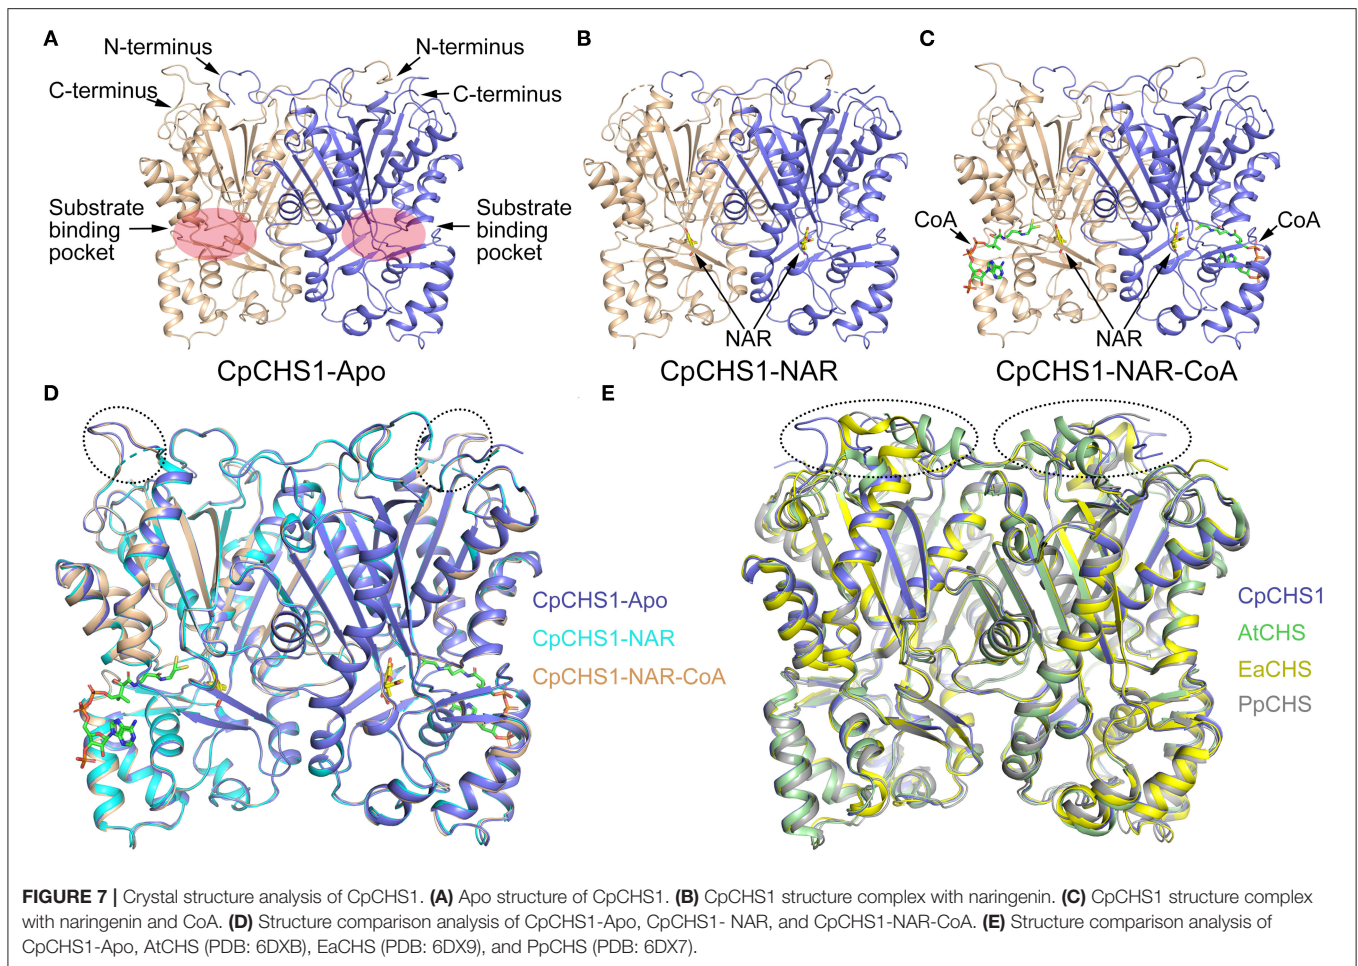 A
N-terminus
N-terminus
C-terminus
C-terminus
Substrate
binding
pocket
Substrate
binding
pocket
CpCHS1-Apo
B
NAR
CpCHS1-NAR
C
CoA
CoA
NAR
CpCHS1-NAR-CoA
D
CpCHS1-Apo
CpCHS1-NAR
CpCHS1-NAR-CoA
E
CpCHS1
AtCHS
EaCHS
PpCHS
FIGURE 7 | Crystal structure analysis of CpCHS1. (A) Apo structure of CpCHS1. (B) CpCHS1 structure complex with naringenin. (C) CpCHS1 structure complex
with naringenin and CoA. (D) Structure comparison analysis of CpCHS1-Apo, CpCHS1- NAR, and CpCHS1-NAR-CoA. (E) Structure comparison analysis of
CpCHS1-Apo, AtCHS (PDB: 6DXB), EaCHS (PDB: 6DX9), and PpCHS (PDB: 6DX7).